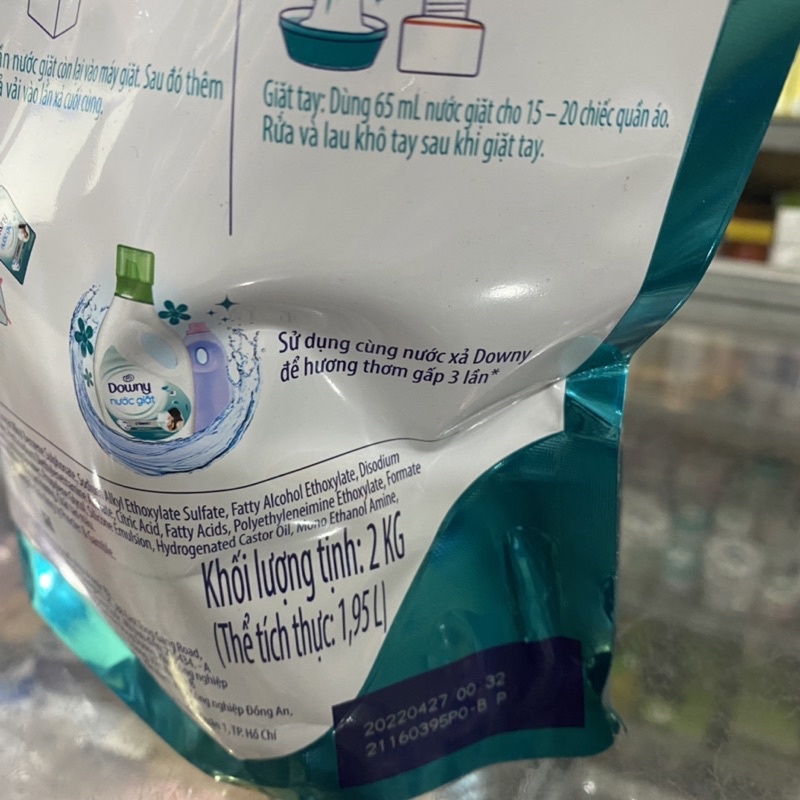 nước giặt còn lại vào máy giặt. Sau đó thêm
vải vào lần xả cuối cùng.
Giặt tay: Dùng 65 mL nước giặt cho 15 – 20 chiếc quần áo.
Rửa và lau khô tay sau khi giặt tay.
Downy
nước giặt
Sử dụng cùng nước xả Downy
để hương thơm gấp 3 lần*
Alkyl Ethoxylate Sulfate, Fatty Alcohol Ethoxylate, Disodium
Citric Acid, Fatty Acids, Polyethyleneimine Ethoxylate, Formate
Emulsion, Hydrogenated Castor Oil, Mono Ethanol Amine,
Khối lượng tịnh: 2 KG
(Thể tích thực: 1,95 L)
Road,
nghiệp
nghiệp Đồng An,
1, TP. Hồ Chí
20220427 00 32
21160395P0-B P